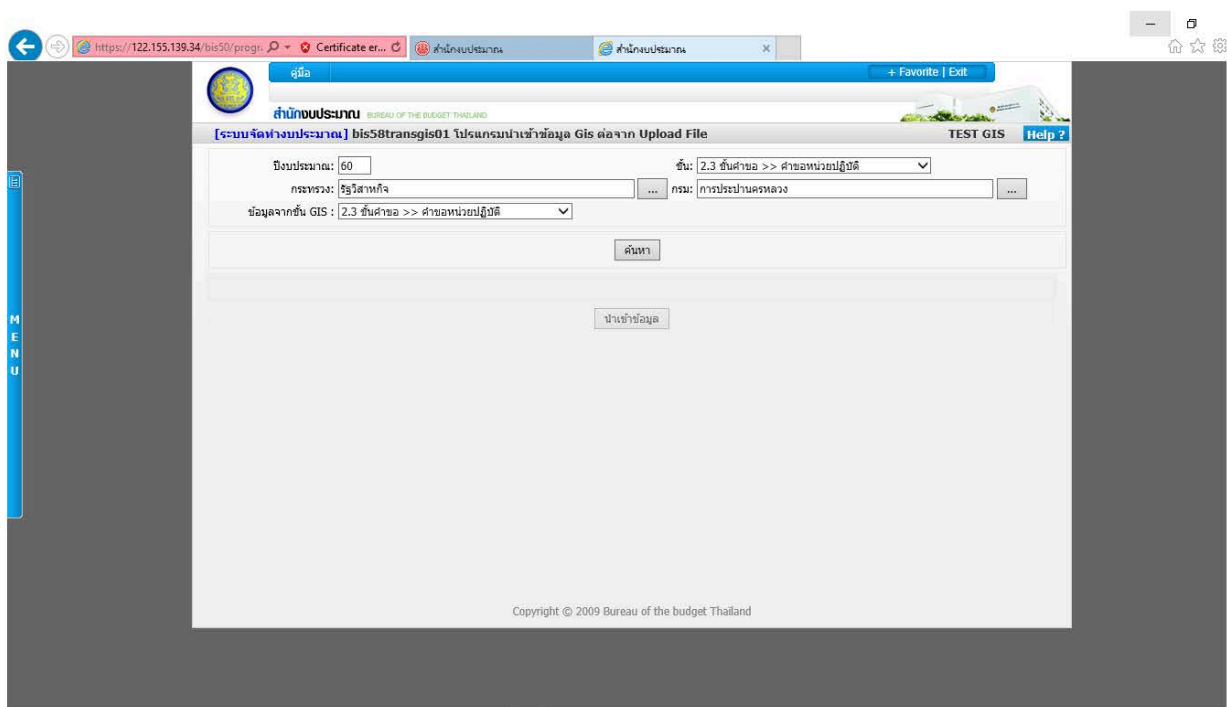 https://122.155.139.34/bis50/progr. Certificate er... สำนักงบประมาณ สำนักงบประมาณ
คู่มือ + Favorite | Exit
สำนักงบประมาณ BUREAU OF THE BUDGET THAILAND
[ระบบจัดทำงบประมาณ] bis58transgis01 โปรแกรมนำเข้าข้อมูล Gis ต่อจาก Upload File TEST GIS Help ?
ปีงบประมาณ: 60 ชั้น: 2.3 ชั้นคำขอ >> คำขอหน่วยปฏิบัติ
กระทรวง: รัฐวิสาหกิจ ... กรม: การประปานครหลวง ...
ข้อมูลจากชั้น GIS : 2.3 ชั้นคำขอ >> คำขอหน่วยปฏิบัติ
ค้นหา
นำเข้าข้อมูล
MENU
Copyright © 2009 Bureau of the budget Thailand